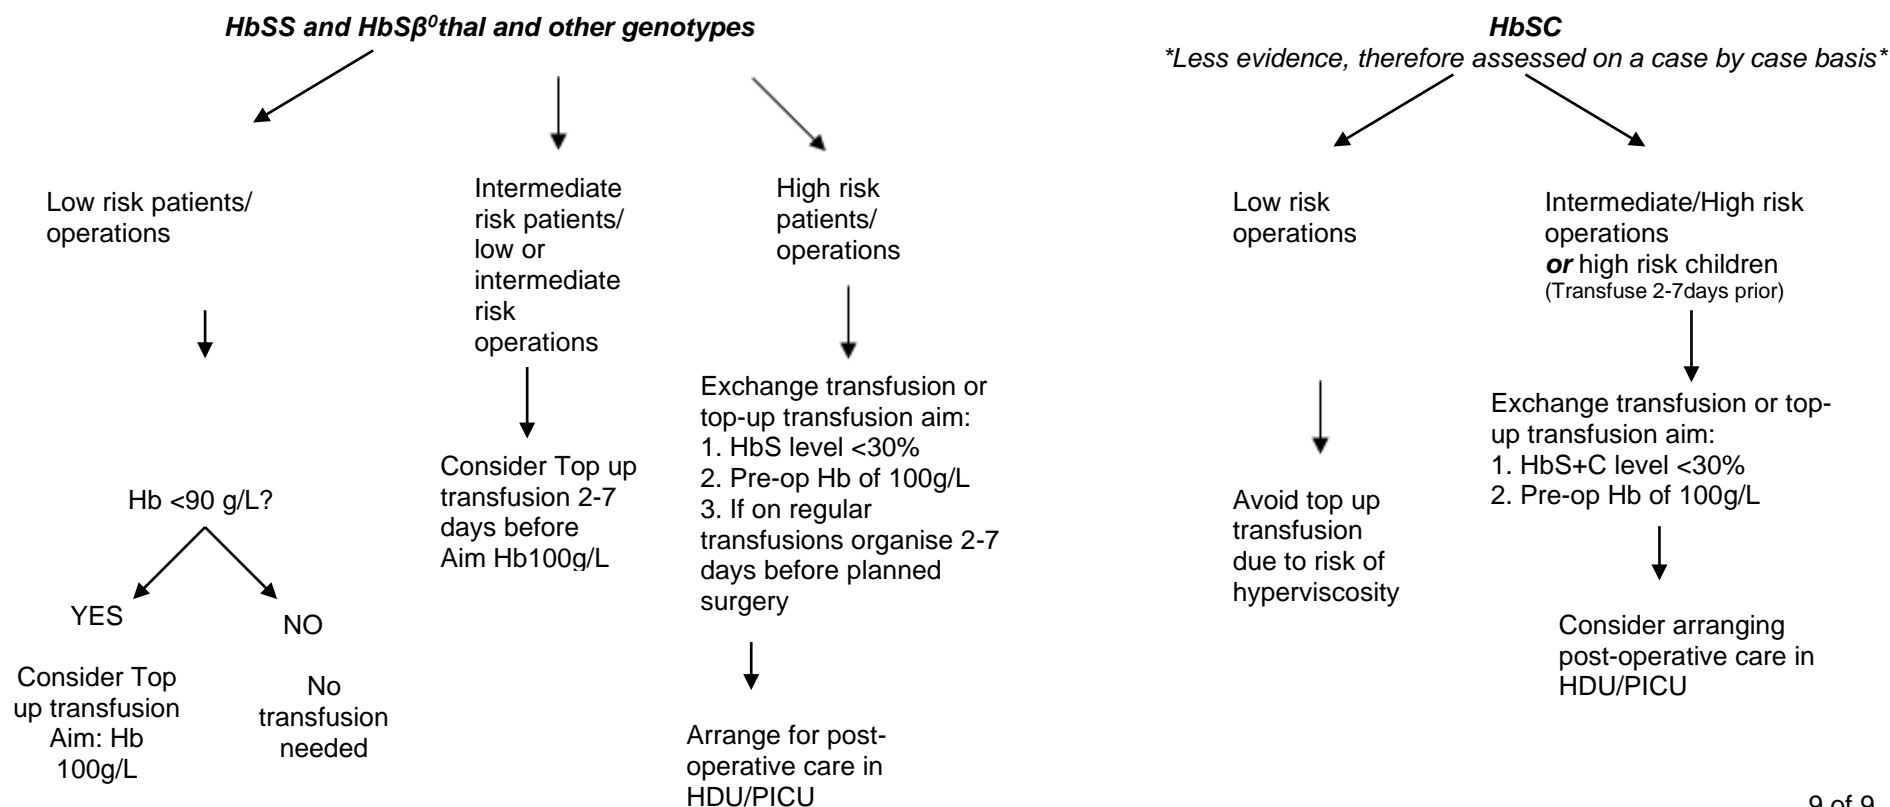 HbSS and HbSβ⁰thal and other genotypes
Low risk patients/
operations
Hb <90 g/L?
YES
Consider Top
up transfusion
Aim: Hb
100g/L
NO
No
transfusion
needed
Intermediate
risk patients/
low or
intermediate
risk
operations
Consider Top up
transfusion 2-7
days before
Aim Hb100g/L
High risk
patients/
operations
Exchange transfusion or
top-up transfusion aim:
1. HbS level <30%
2. Pre-op Hb of 100g/L
3. If on regular
transfusions organise 2-7
days before planned
surgery
Arrange for post-
operative care in
HDU/PICU
HbSC
*Less evidence, therefore assessed on a case by case basis*
Low risk
operations
Avoid top up
transfusion
due to risk of
hyperviscosity
Intermediate/High risk
operations
or high risk children
(Transfuse 2-7days prior)
Exchange transfusion or top-
up transfusion aim:
1. HbS+C level <30%
2. Pre-op Hb of 100g/L
Consider arranging
post-operative care in
HDU/PICU
9 of 9